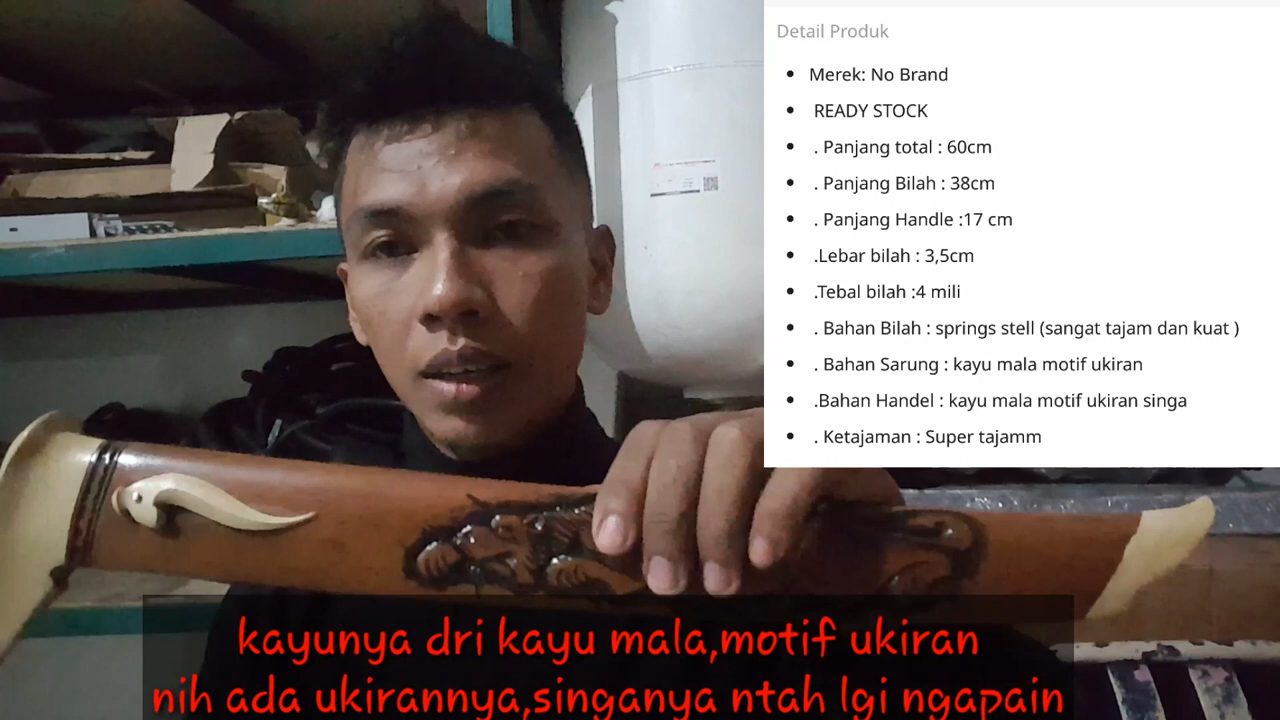 Detail Produk
• Merek: No Brand
• READY STOCK
• . Panjang total : 60cm
• . Panjang Bilah : 38cm
• . Panjang Handle :17 cm
• .Lebar bilah : 3,5cm
• .Tebal bilah :4 mili
• . Bahan Bilah : springs stell (sangat tajam dan kuat )
• . Bahan Sarung : kayu mala motif ukiran
• .Bahan Handel : kayu mala motif ukiran singa
• . Ketajaman : Super tajamm
kayunya dri kayu mala,motif ukiran
nih ada ukirannya,singanya ntah lgi ngapain